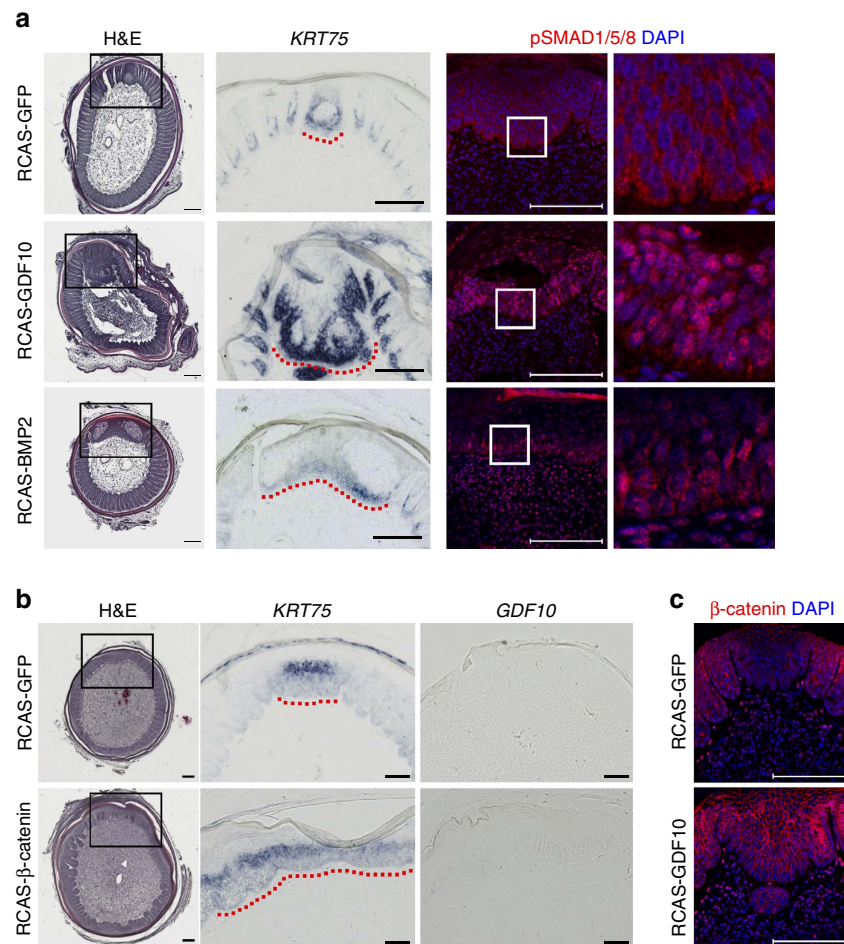 a
H&E
KRT75
pSMAD1/5/8 DAPI
RCAS-GFP
RCAS-GDF10
RCAS-BMP2
b
H&E
KRT75
GDF10
RCAS-GFP
RCAS-β-catenin
c
β-catenin DAPI
RCAS-GFP
RCAS-GDF10